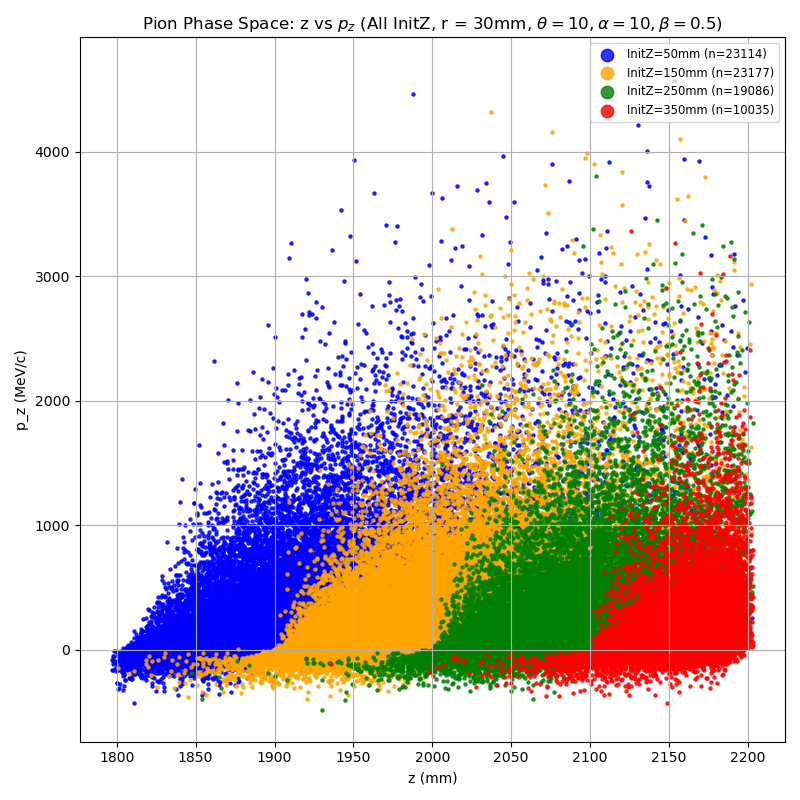 Pion Phase Space: z vs p_z (All InitZ, r = 30mm, θ = 10, α = 10, β = 0.5)
InitZ=50mm (n=23114)
InitZ=150mm (n=23177)
InitZ=250mm (n=19086)
InitZ=350mm (n=10035)
4000
3000
2000
1000
0
p_z (MeV/c)
1800 1850 1900 1950 2000 2050 2100 2150 2200
z (mm)